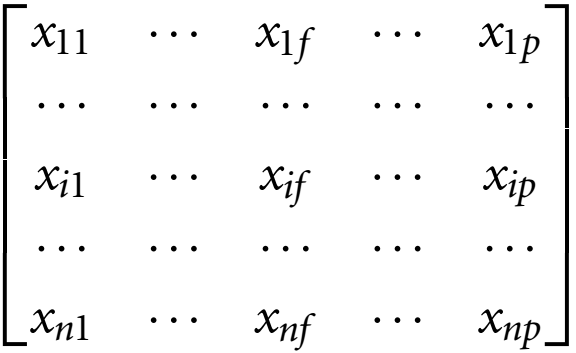 x₁₁ ⋯ x₁f ⋯ x₁p
⋯ ⋯ ⋯ ⋯ ⋯
xi1 ⋯ xif ⋯ xip
⋯ ⋯ ⋯ ⋯ ⋯
xn1 ⋯ xnf ⋯ xnp